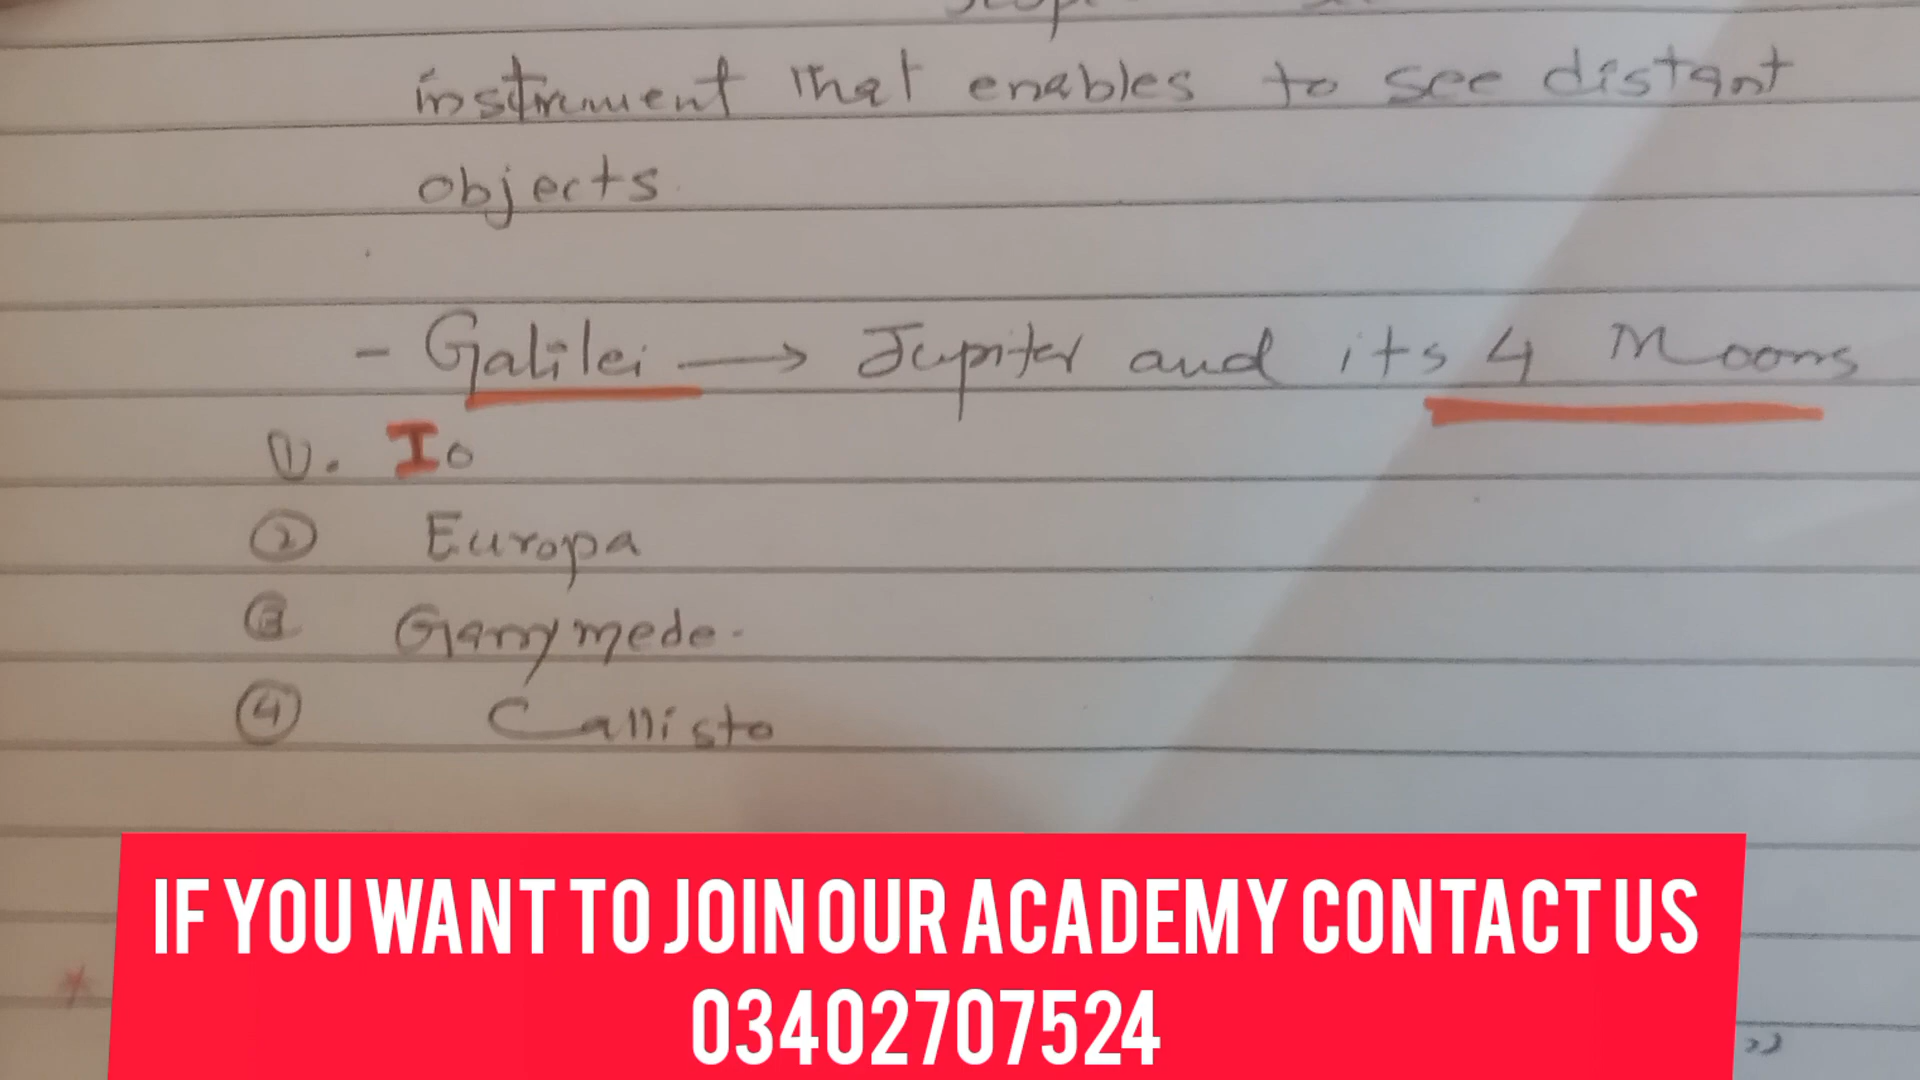 instrument that enables to see distant
objects
- Galilei → Jupiter and its 4 Moons
①. Io
② Europa
③ Ganymede.
④ Callisto
IF YOU WANT TO JOIN OUR ACADEMY CONTACT US
03402707524